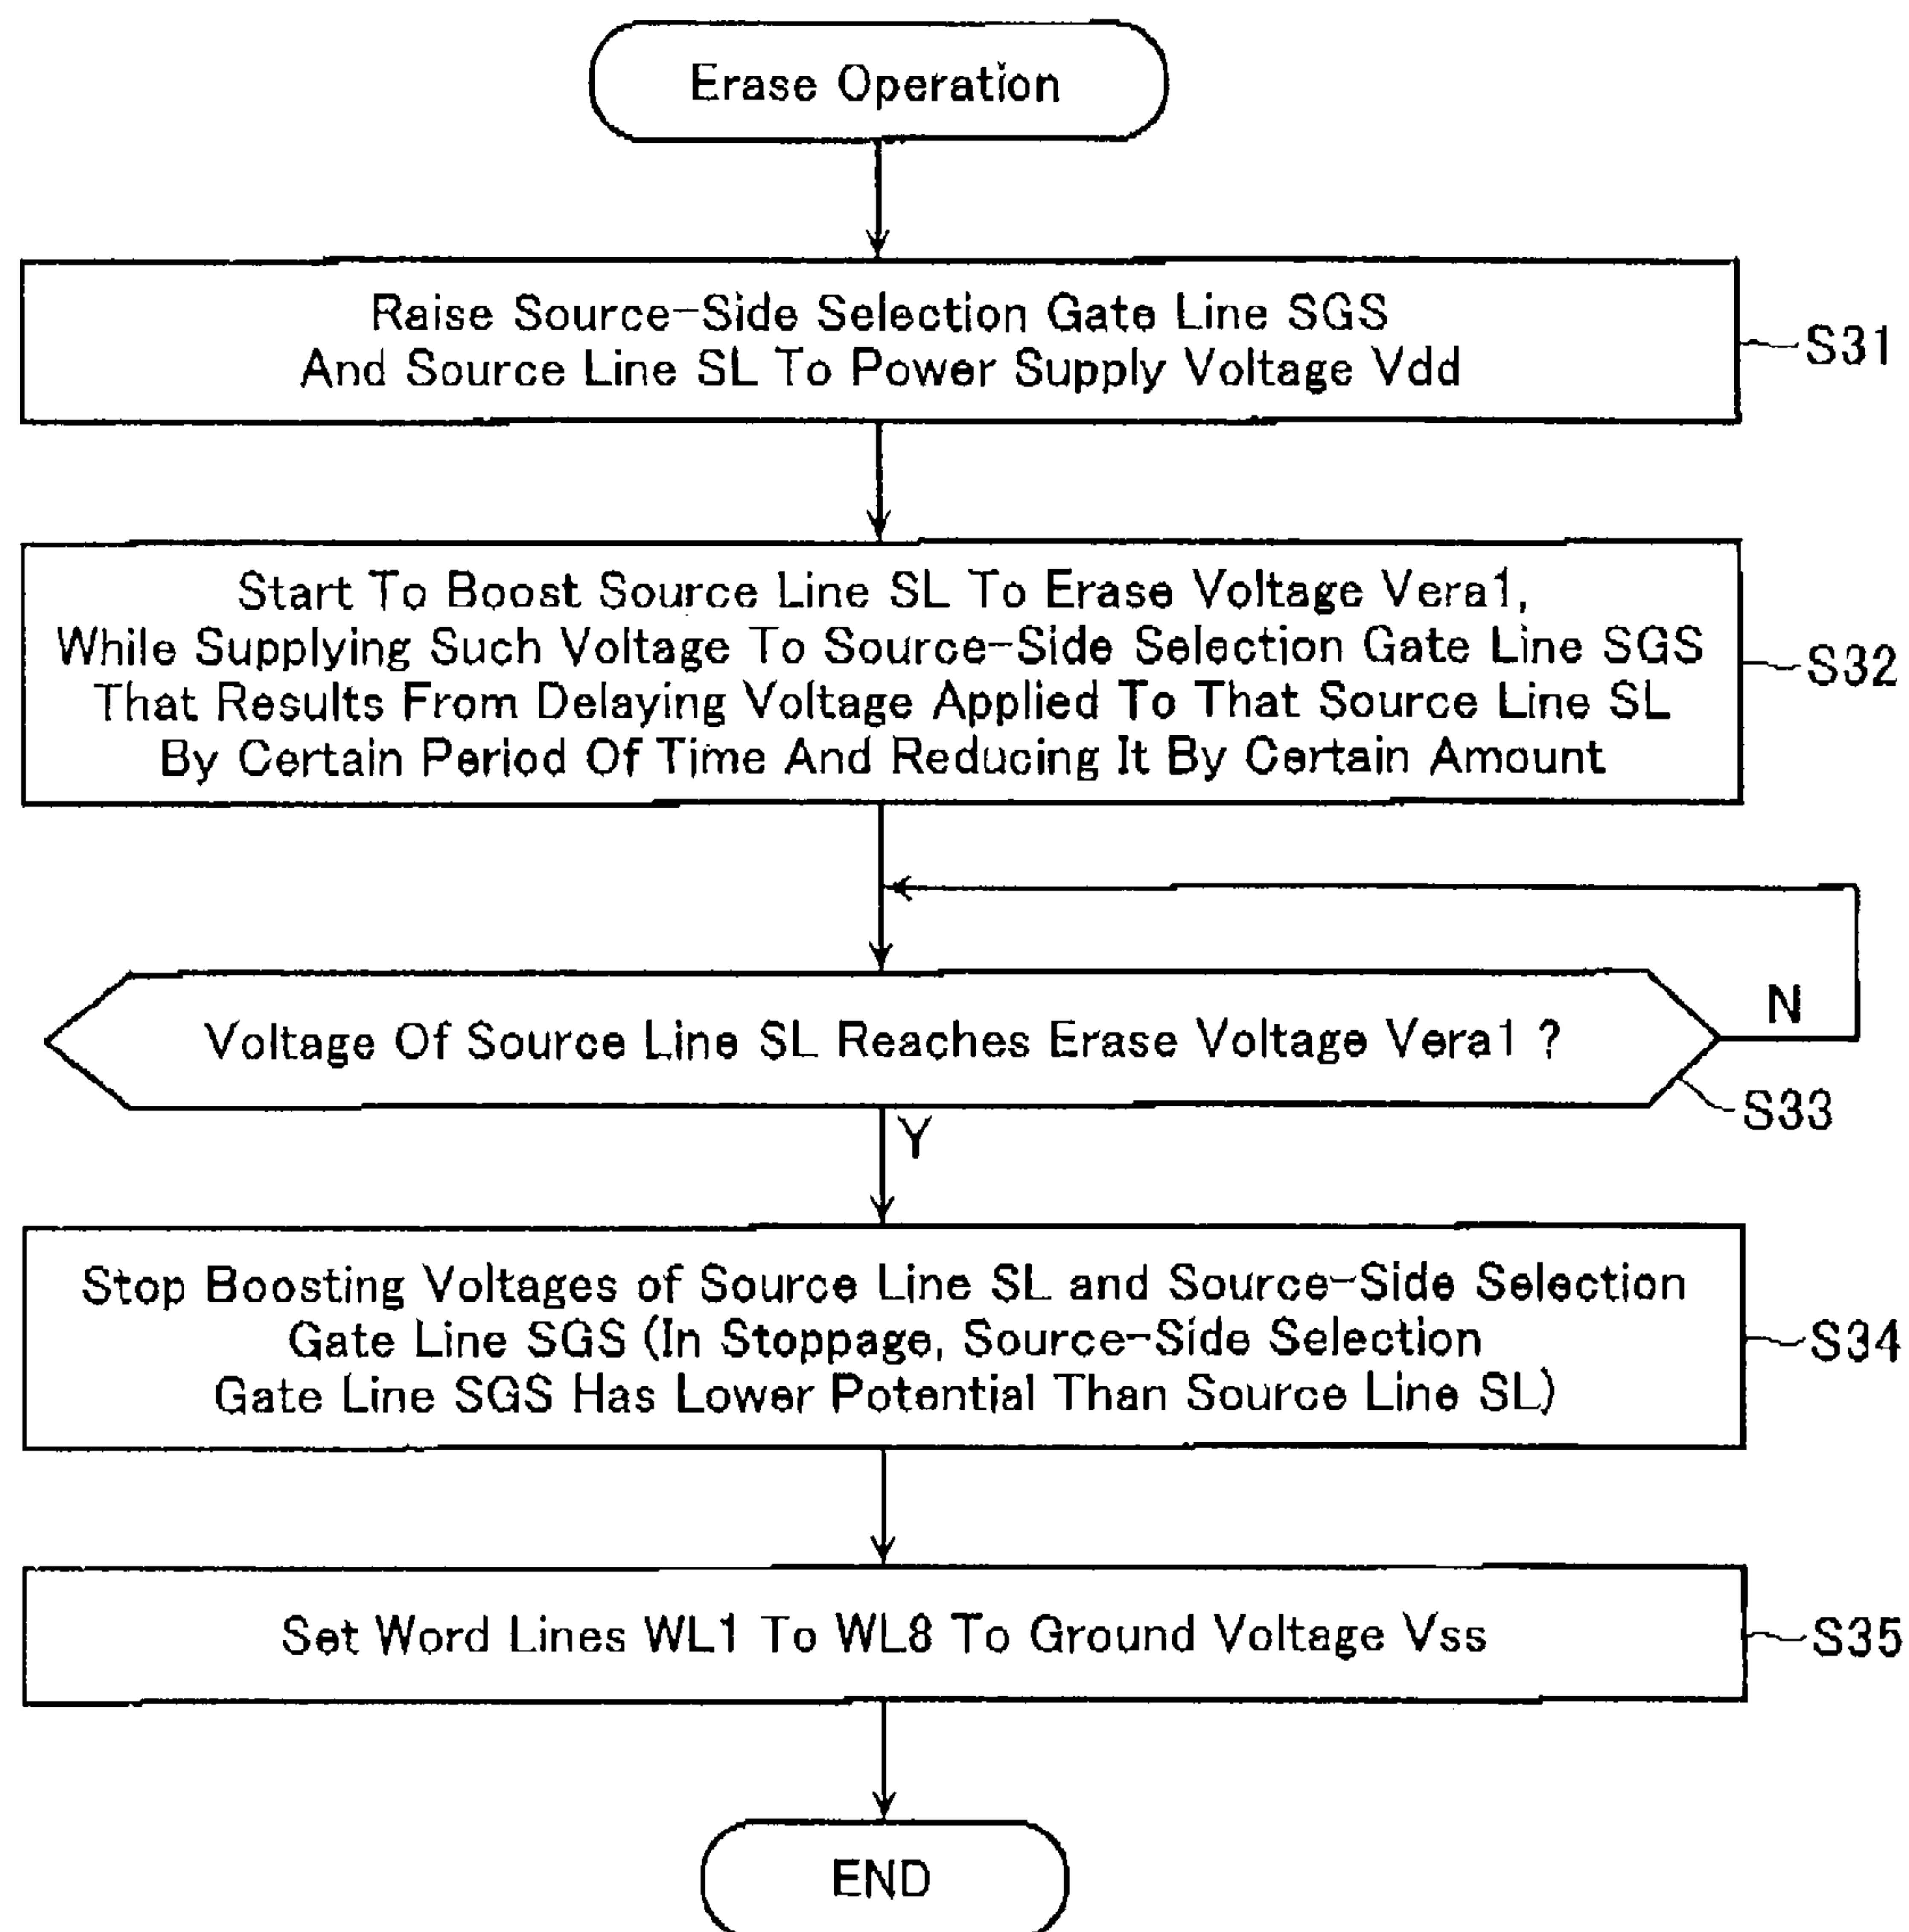 Erase Operation
Raise Source-Side Selection Gate Line SGS
And Source Line SL To Power Supply Voltage Vdd
S31
Start To Boost Source Line SL To Erase Voltage Vera1,
While Supplying Such Voltage To Source-Side Selection Gate Line SGS
That Results From Delaying Voltage Applied To That Source Line SL
By Certain Period Of Time And Reducing It By Certain Amount
S32
Voltage Of Source Line SL Reaches Erase Voltage Vera1 ?
N
S33
Y
Stop Boosting Voltages of Source Line SL and Source-Side Selection
Gate Line SGS (In Stoppage, Source-Side Selection
Gate Line SGS Has Lower Potential Than Source Line SL)
S34
Set Word Lines WL1 To WL8 To Ground Voltage Vss
S35
END